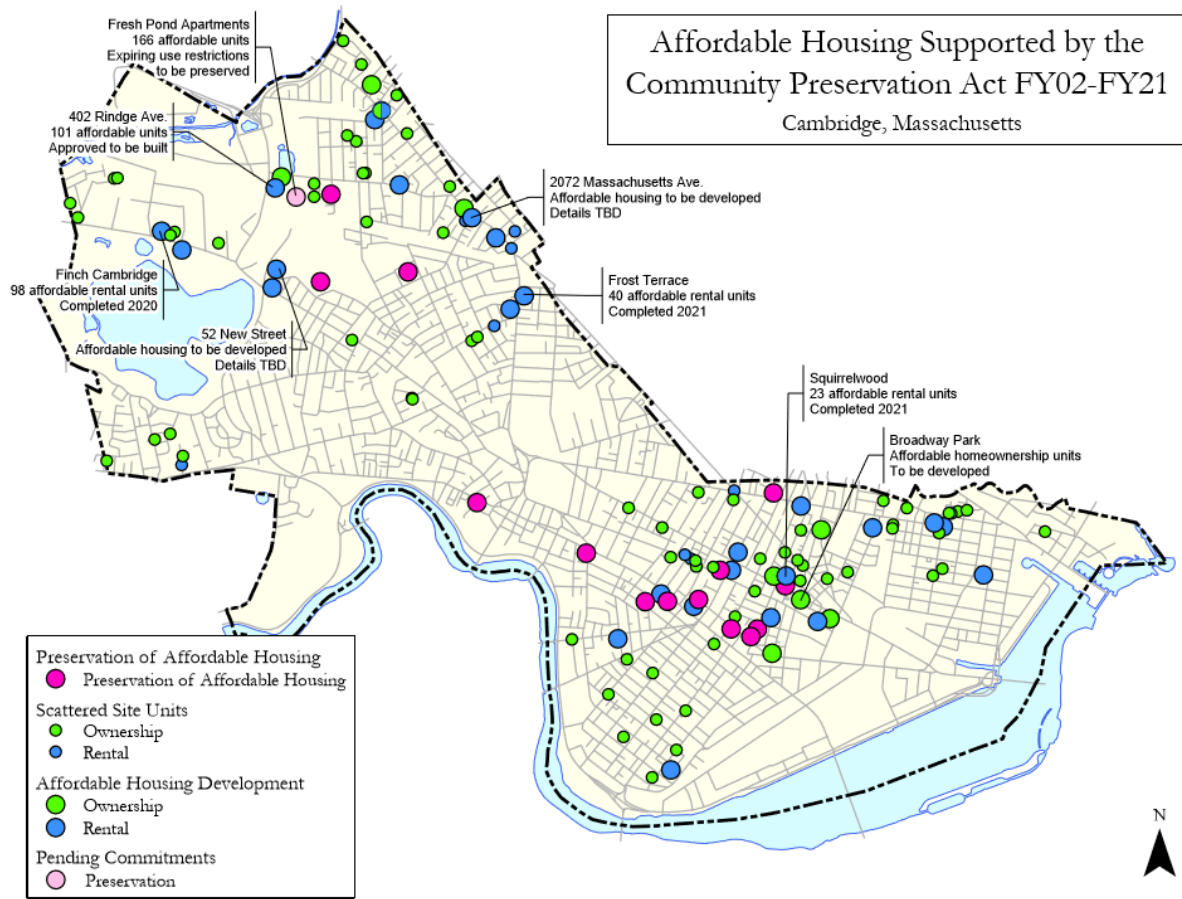 Affordable Housing Supported by the
Community Preservation Act FY02-FY21
Cambridge, Massachusetts
Fresh Pond Apartments
166 affordable units
Expiring use restrictions
to be preserved
402 Rindge Ave.
101 affordable units
Approved to be built
2072 Massachusetts Ave.
Affordable housing to be developed
Details TBD
Finch Cambridge
98 affordable rental units
Completed 2020
Frost Terrace
40 affordable rental units
Completed 2021
52 New Street
Affordable housing to be developed
Details TBD
Squirrelwood
23 affordable rental units
Completed 2021
Broadway Park
Affordable homeownership units
To be developed
Preservation of Affordable Housing
Preservation of Affordable Housing
Scattered Site Units
Ownership
Rental
Affordable Housing Development
Ownership
Rental
Pending Commitments
Preservation
N